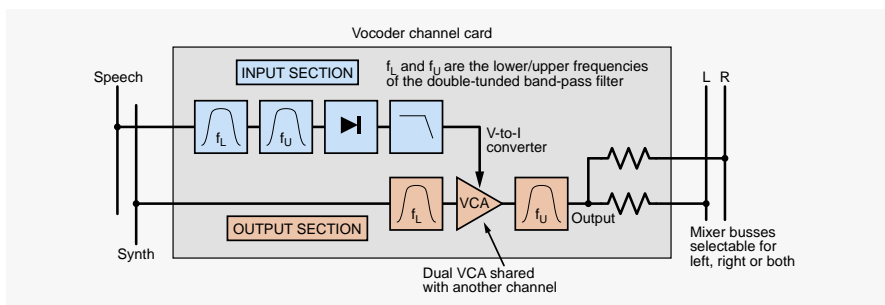 Vocoder channel card
Speech
INPUT SECTION
fL and fU are the lower/upper frequencies
of the double-tunded band-pass filter
L R
fL
fU
V-to-I
converter
fL
VCA
fU
Output
OUTPUT SECTION
Synth
Mixer busses
selectable for
left, right or both
Dual VCA shared
with another channel